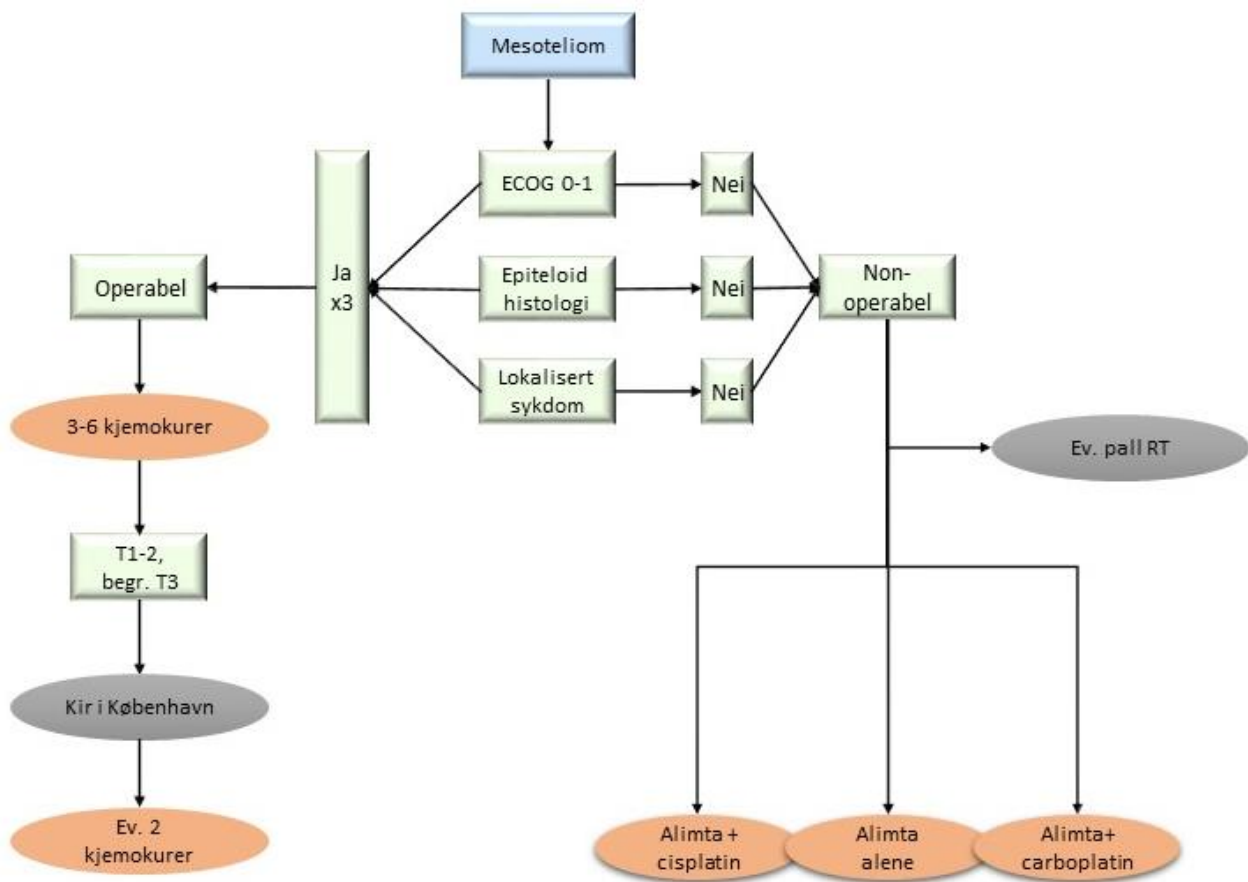 Mesoteliom
ECOG 0-1
Nei
Ja
x3
Operabel
Epiteloid
histologi
Nei
Non-
operabel
Lokalisert
sykdom
Nei
3-6 kjemokurer
Ev. pall RT
T1-2,
begr. T3
Kir i København
Ev. 2
kjemokurer
Alimta +
cisplatin
Alimta
alene
Alimta+
carboplatin